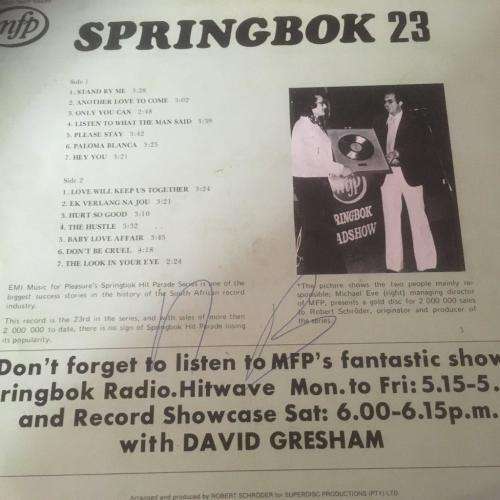 mfp
SPRINGBOK 23
Side 1
1. STAND BY ME 3:28
2. ANOTHER LOVE TO COME 3:02
3. ONLY YOU CAN 2:48
4. LISTEN TO WHAT THE MAN SAID 3:39
5. PLEASE STAY 3:42
6. PALOMA BLANCA 3:25
7. HEY YOU 3:21
Side 2
1. LOVE WILL KEEP US TOGETHER 3:24
2. EK VERLANG NA JOU 3:21
3. HURT SO GOOD 3:10
4. THE HUSTLE 3:32
5. BABY LOVE AFFAIR 3:45
6. DON'T BE CRUEL 4:18
7. THE LOOK IN YOUR EYE 2:24
mfp
RINGBOK
ADSHOW
EMI Music for Pleasure's Springbok Hit Parade Series is one of the
biggest success stories in the history of the South African record
industry.
This record is the 23rd in the series, and with sales of more than
2 000 000 to date, there is no sign of Springbok Hit Parade losing
its popularity.
*The picture shows the two people mainly re-
sponsible; Michael Eve (right) managing director
of MFP, presents a gold disc for 2 000 000 sales
to Robert Schröder, originator and producer of
the series.
Don't forget to listen to MFP's fantastic show
ringbok Radio.Hitwave Mon. to Fri: 5.15-5.
and Record Showcase Sat: 6.00-6.15p.m.
with DAVID GRESHAM
Arranged and produced by ROBERT SCHRODER for SUPERDISC PRODUCTIONS (PTY) LTD